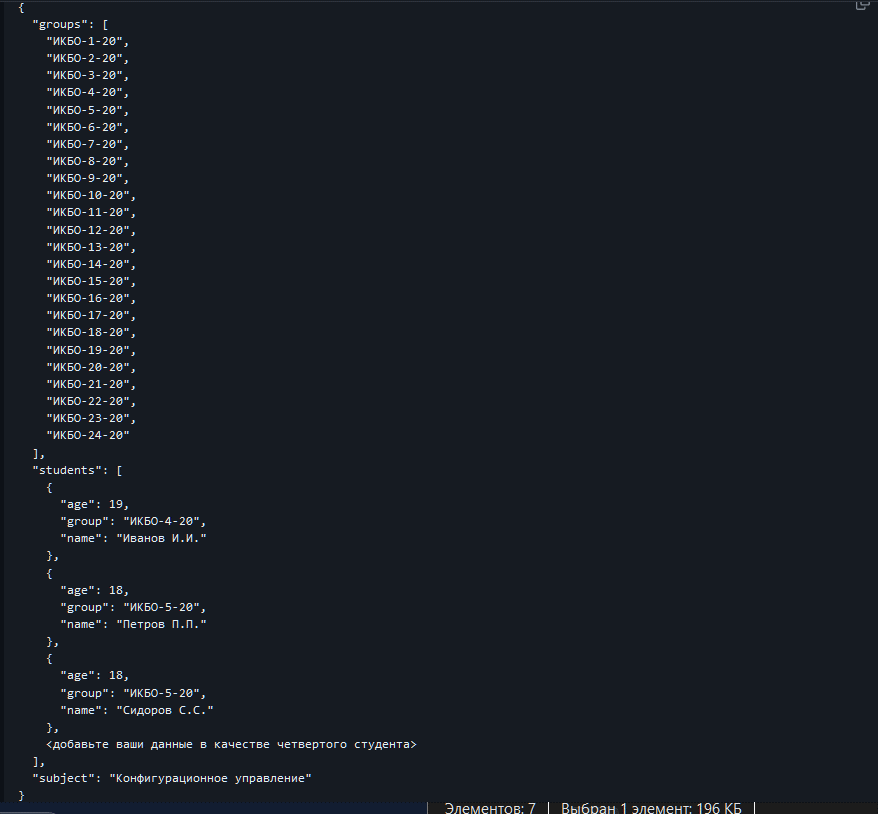 {
"groups": [
"ИКБО-1-20",
"ИКБО-2-20",
"ИКБО-3-20",
"ИКБО-4-20",
"ИКБО-5-20",
"ИКБО-6-20",
"ИКБО-7-20",
"ИКБО-8-20",
"ИКБО-9-20",
"ИКБО-10-20",
"ИКБО-11-20",
"ИКБО-12-20",
"ИКБО-13-20",
"ИКБО-14-20",
"ИКБО-15-20",
"ИКБО-16-20",
"ИКБО-17-20",
"ИКБО-18-20",
"ИКБО-19-20",
"ИКБО-20-20",
"ИКБО-21-20",
"ИКБО-22-20",
"ИКБО-23-20",
"ИКБО-24-20"
],
"students": [
{
"age": 19,
"group": "ИКБО-4-20",
"name": "Иванов И.И."
},
{
"age": 18,
"group": "ИКБО-5-20",
"name": "Петров П.П."
},
{
"age": 18,
"group": "ИКБО-5-20",
"name": "Сидоров С.С."
},
<добавьте ваши данные в качестве четвертого студента>
],
"subject": "Конфигурационное управление"
}
Элементов: 7 | Выбран 1 элемент: 196 КБ |